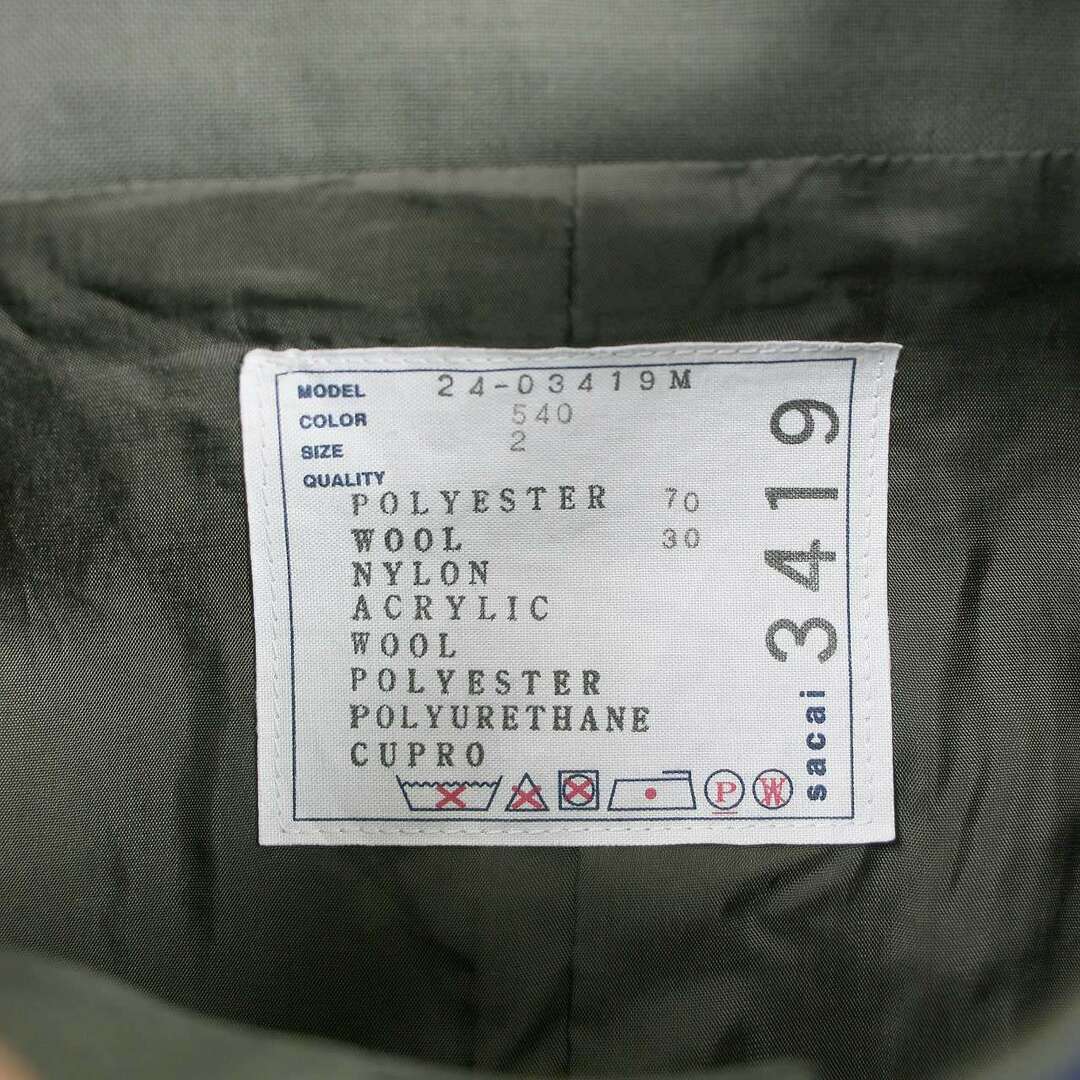 MODEL 24-03419M
COLOR 540
SIZE 2
QUALITY
POLYESTER 70
WOOL 30
NYLON
ACRYLIC
WOOL
POLYESTER
POLYURETHANE
CUPRO
P W
sacai 3419